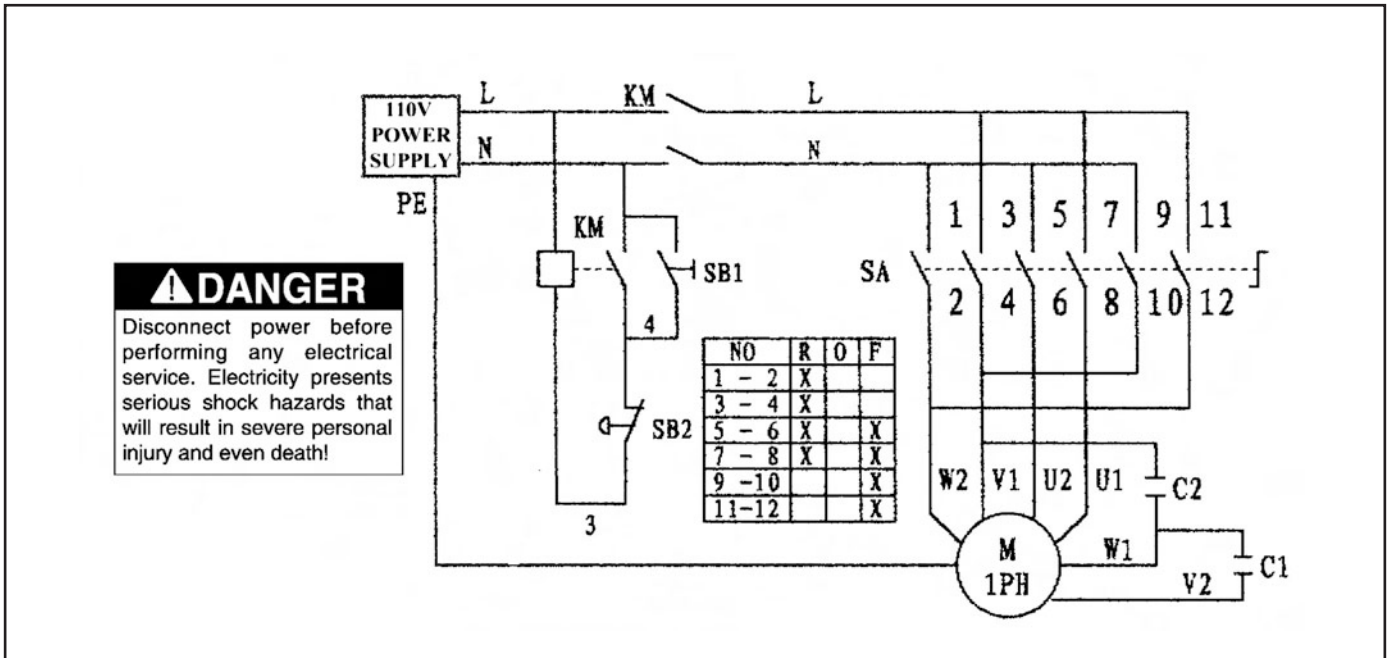 110V
POWER
SUPPLY
L
KM
L
N
N
PE
KM
SB1
4
SB2
3
SA
1 3 5 7 9 11
2 4 6 8 10 12
DANGER
Disconnect power before
performing any electrical
service. Electricity presents
serious shock hazards that
will result in severe personal
injury and even death!
NO R O F
1 - 2 X
3 - 4 X
5 - 6 X X
7 - 8 X X
9 -10 X
11-12 X
W2 V1 U2 U1 C2
M
1PH
W1
V2
C1